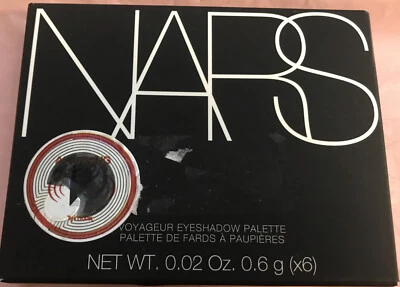 NARS
VOYAGEUR EYESHADOW PALETTE
PALETTE DE FARDS À PAUPIÈRES
NET WT. 0.02 Oz. 0.6 g (x6)